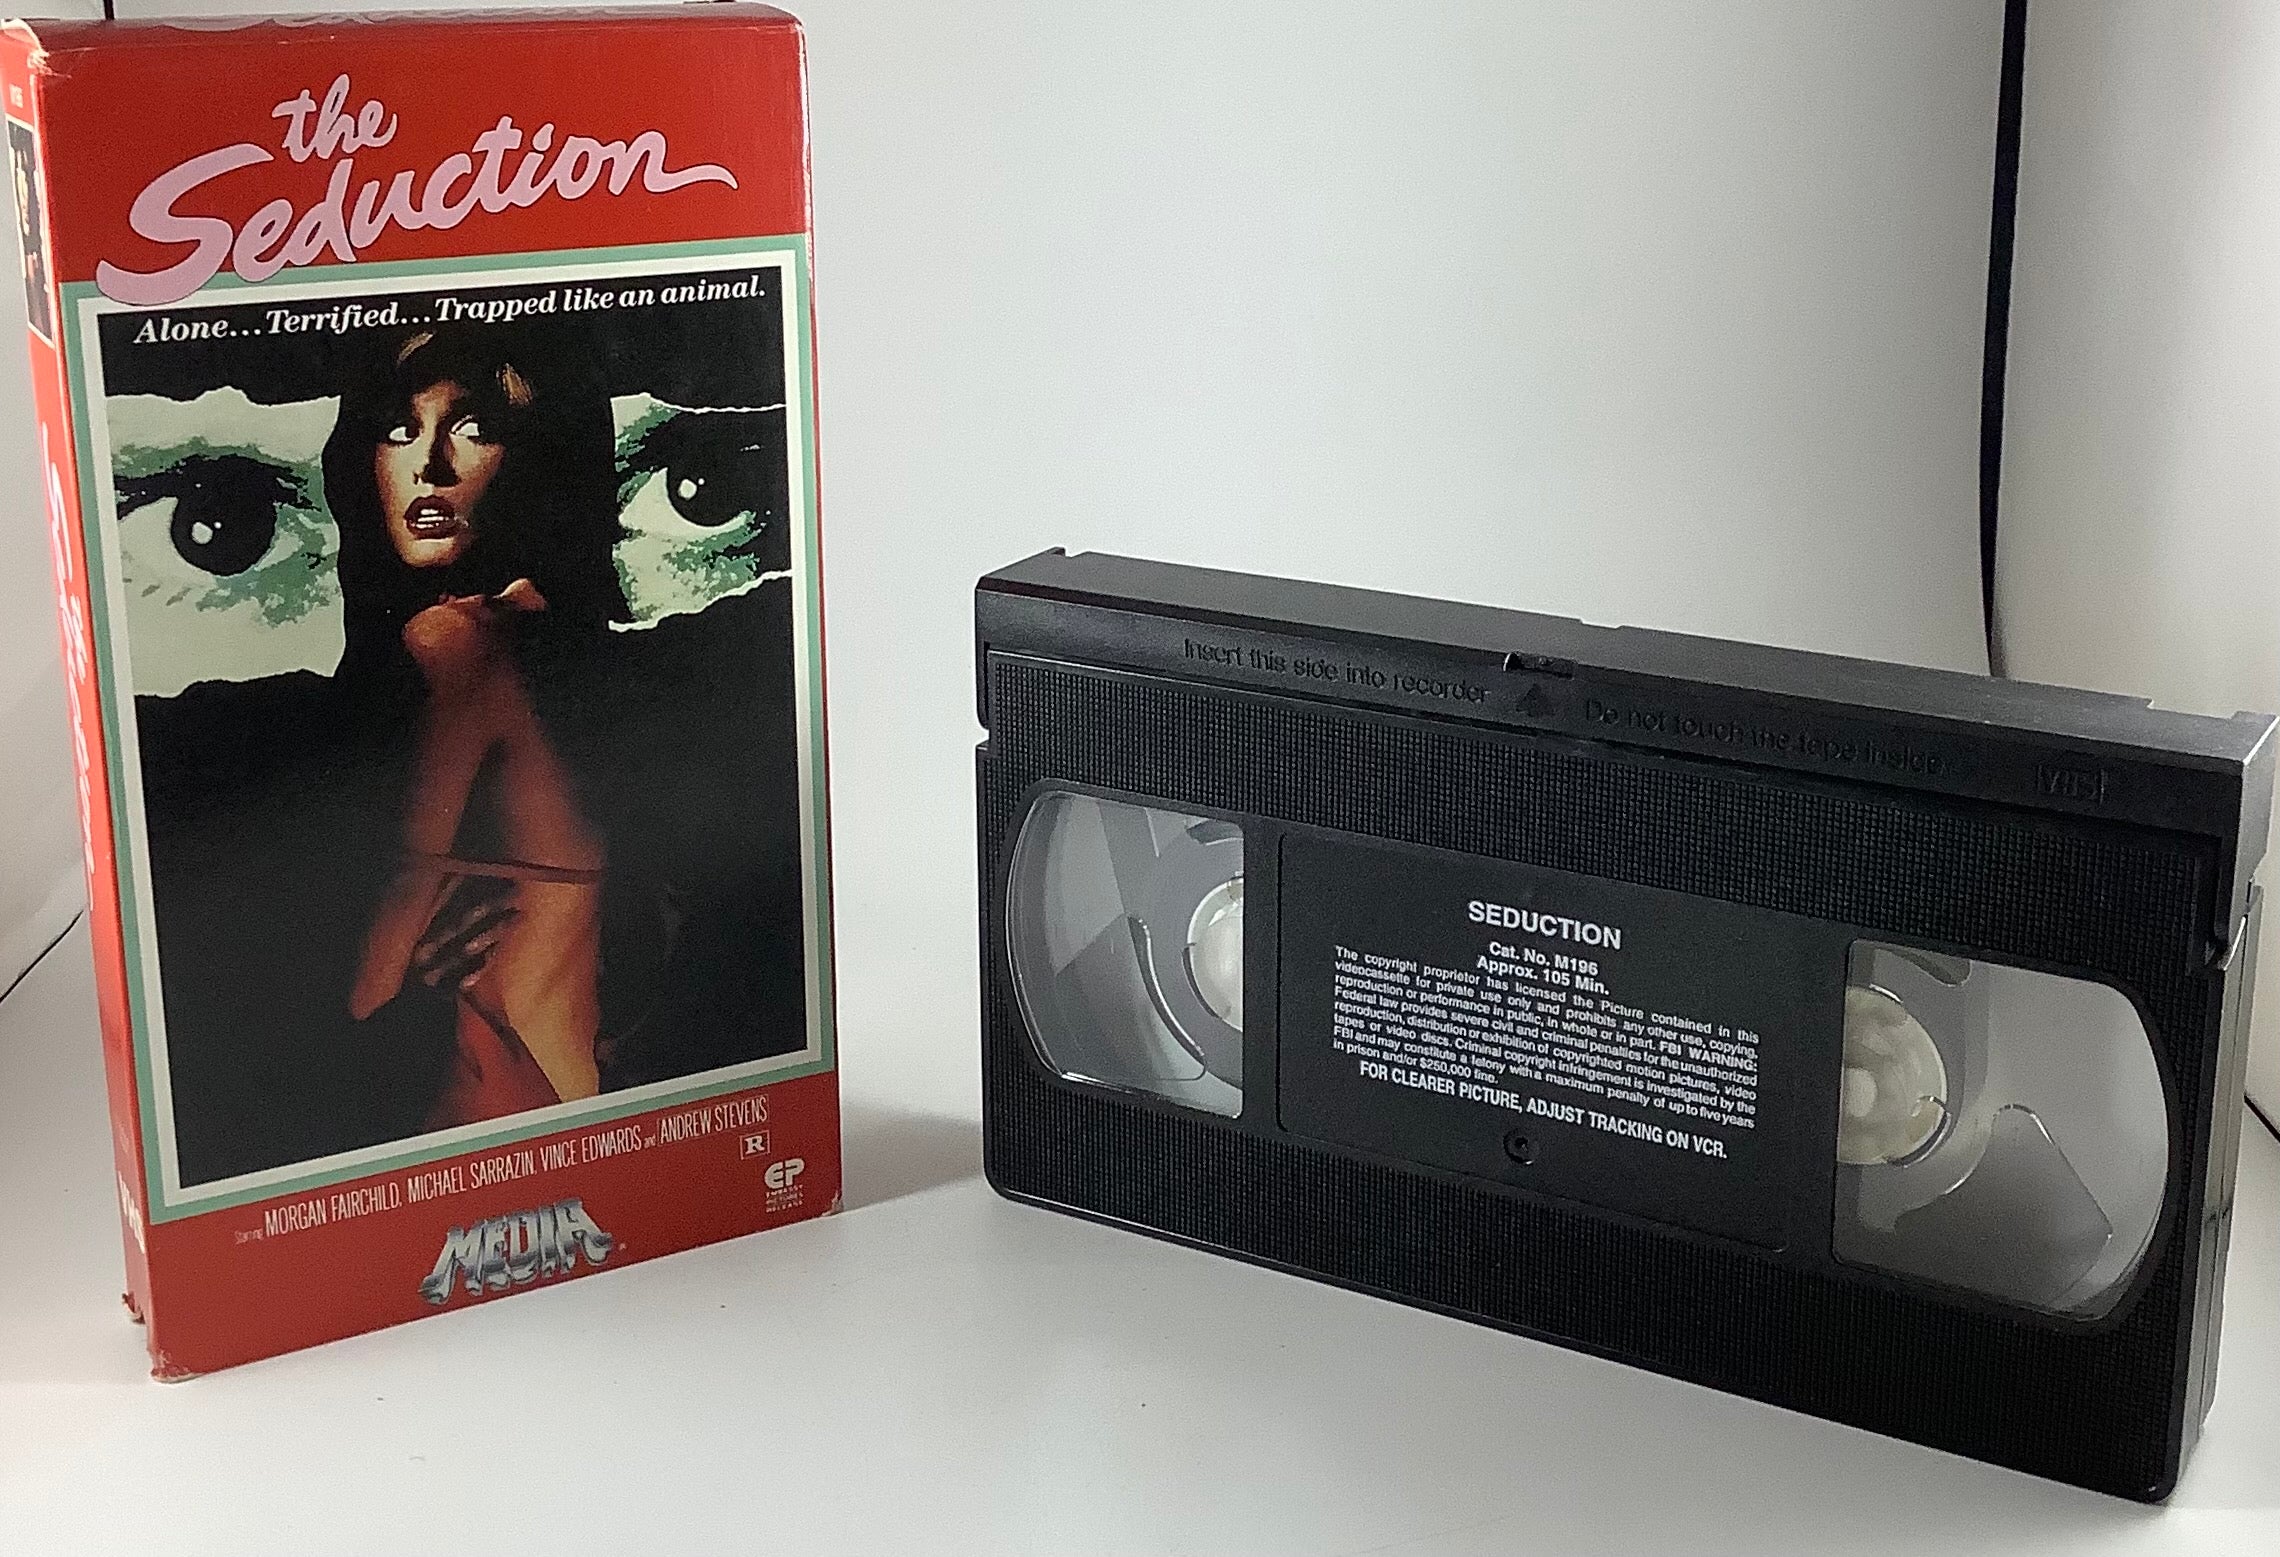 the
Seduction
Alone...Terrified...Trapped like an animal.
Starring MORGAN FAIRCHILD, MICHAEL SARRAZIN, VINCE EDWARDS and ANDREW STEVENS
R
EP
EMBASSY
PICTURES
RELEASE
MEDIA
VHS
Insert this side into recorder
Do not touch the tape inside
VHS
SEDUCTION
Cat. No. M196
Approx. 105 Min.
The copyright proprietor has licensed the Picture contained in this
videocassette for private use only and prohibits any other use, copying,
reproduction or performance in public, in whole or in part. FBI WARNING:
Federal law provides severe civil and criminal penalties for the unauthorized
reproduction, distribution or exhibition of copyrighted motion pictures, video
tapes or video discs. Criminal copyright infringement is investigated by the
FBI and may constitute a felony with a maximum penalty of up to five years
in prison and/or $250,000 fine.
FOR CLEARER PICTURE, ADJUST TRACKING ON VCR.